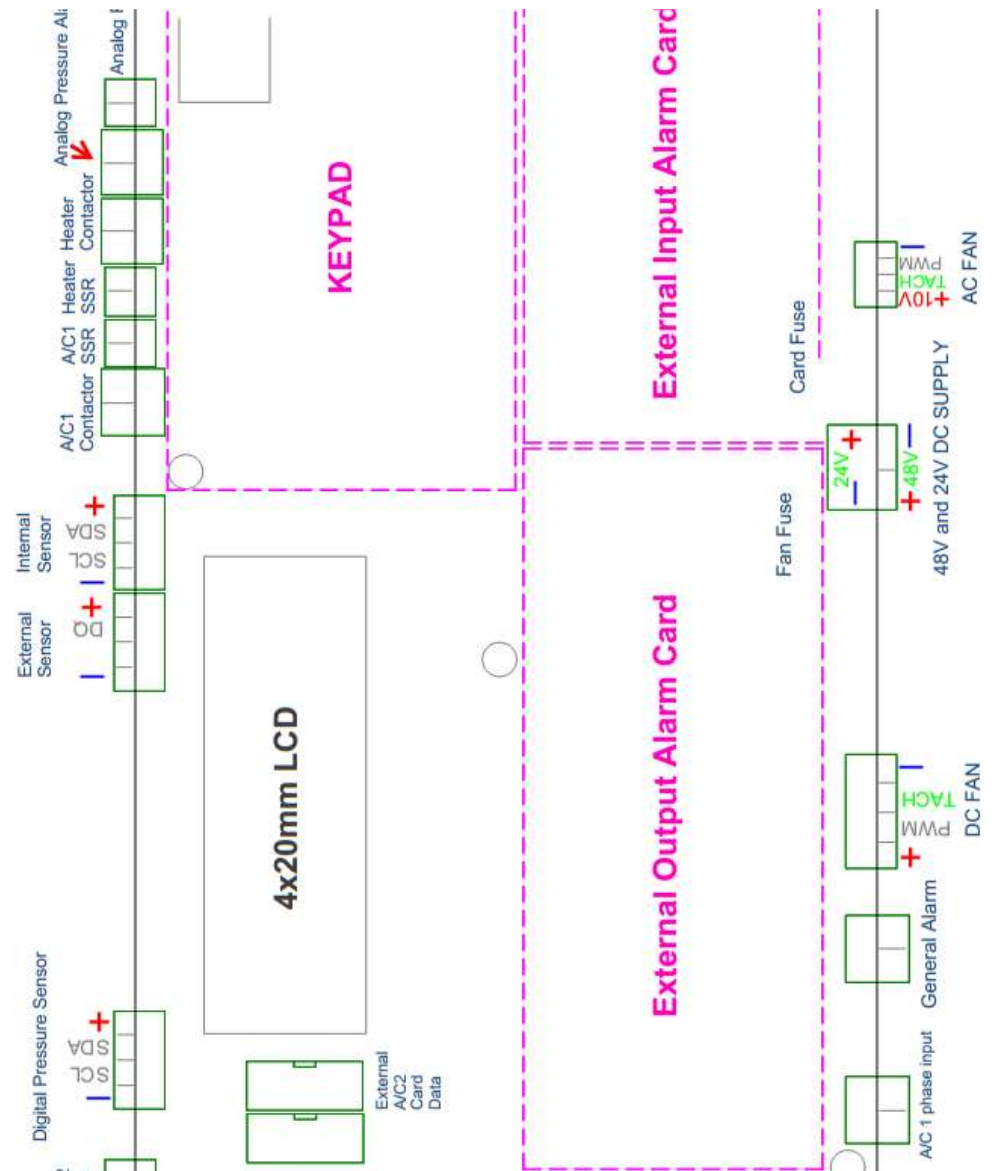 Analog Pressure
Analog
Heater
Contactor
Heater
SSR
A/C1
SSR
A/C1
Contactor
Internal
Sensor
+
SDA
SCL
–
External
Sensor
+
DQ
–
Digital Pressure Sensor
+
SDA
SCL
–
KEYPAD
4x20mm LCD
External
A/C2
Card
Data
External Input Alarm Card
External Output Alarm Card
Card Fuse
Fan Fuse
–
PWM
TACH
+10V
AC FAN
24V
– +
48V
+ –
48V and 24V DC SUPPLY
–
TACH
PWM
+
DC FAN
General Alarm
A/C 1 phase input